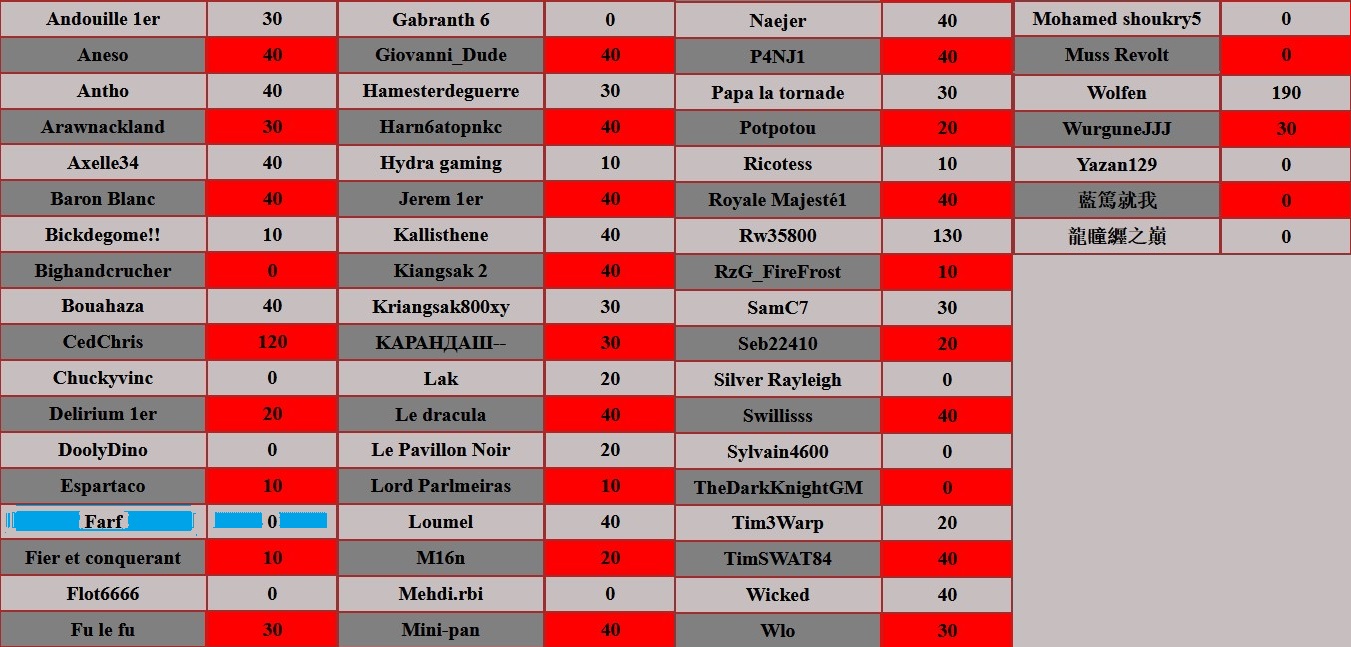 Andouille 1er 30
Aneso 40
Antho 40
Arawnackland 30
Axelle34 40
Baron Blanc 40
Bickdegome!! 10
Bighandcrucher 0
Bouahaza 40
CedChris 120
Chuckyvinc 0
Delirium 1er 20
DoolyDino 0
Espartaco 10
Farf 0
Fier et conquerant 10
Flot6666 0
Fu le fu 30
Gabranth 6 0
Giovanni_Dude 40
Hamesterdeguerre 30
Harn6atopnkc 40
Hydra gaming 10
Jerem 1er 40
Kallisthene 40
Kiangsak 2 40
Kriangsak800xy 30
КАРАНДАШ-- 30
Lak 20
Le dracula 40
Le Pavillon Noir 20
Lord Parlmeiras 10
Loumel 40
M16n 20
Mehdi.rbi 0
Mini-pan 40
Naejer 40
P4NJ1 40
Papa la tornade 30
Potpotou 20
Ricotess 10
Royale Majesté1 40
Rw35800 130
RzG_FireFrost 10
SamC7 30
Seb22410 20
Silver Rayleigh 0
Swillisss 40
Sylvain4600 0
TheDarkKnightGM 0
Tim3Warp 20
TimSWAT84 40
Wicked 40
Wlo 30
Mohamed shoukry5 0
Muss Revolt 0
Wolfen 190
WurguneJJJ 30
Yazan129 0
藍篤就我 0
龍瞳纏之巔 0